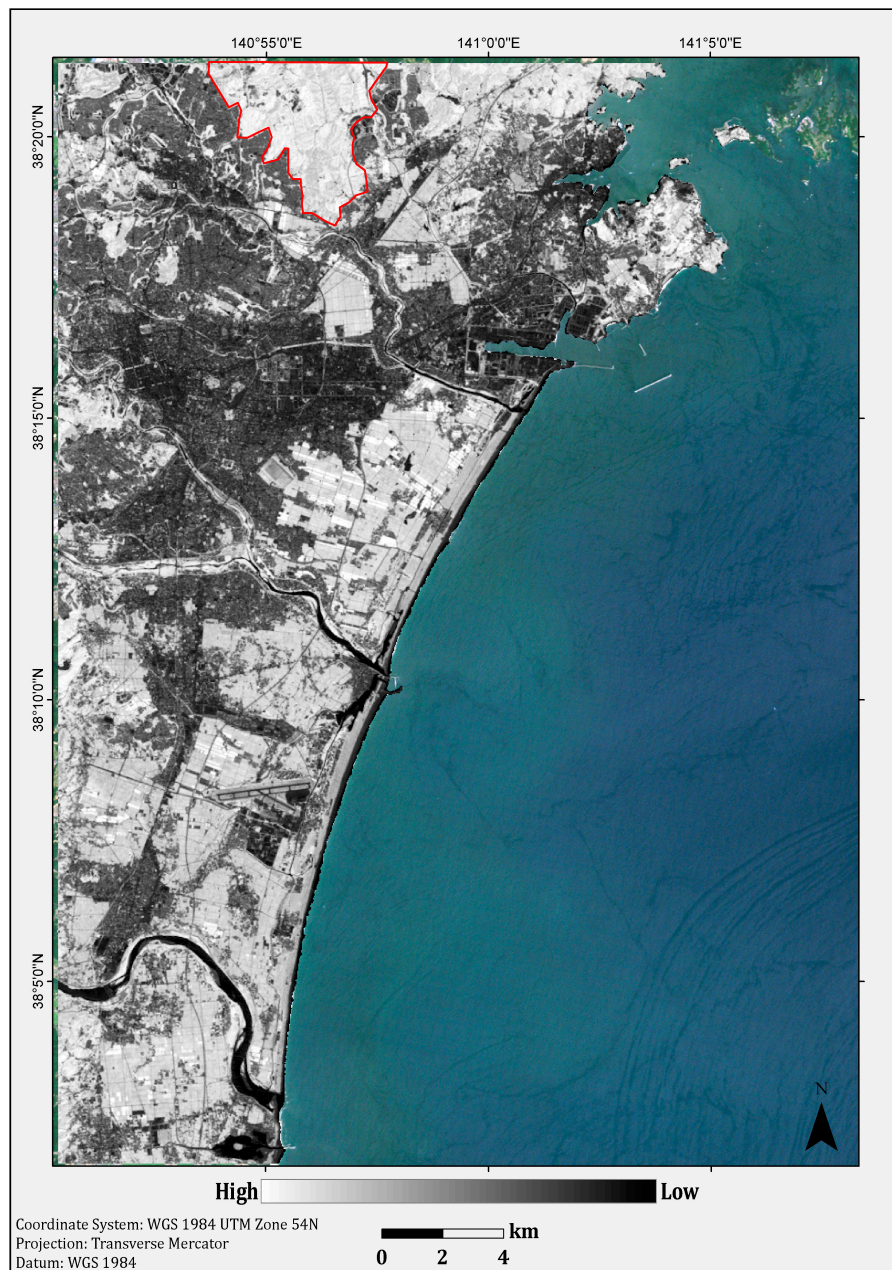 140°55'0"E 141°0'0"E 141°5'0"E
38°20'0"N
38°15'0"N
38°10'0"N
38°5'0"N
N
High Low
Coordinate System: WGS 1984 UTM Zone 54N
Projection: Transverse Mercator
Datum: WGS 1984
km
0 2 4